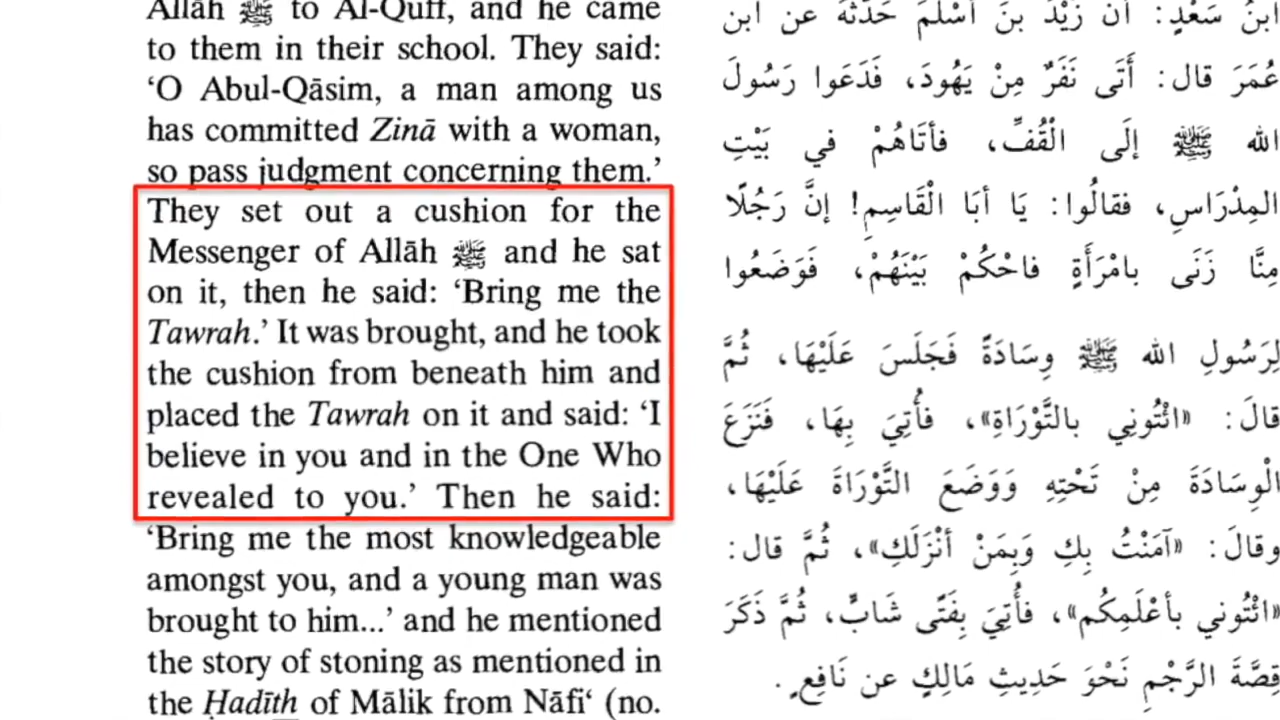 Allāh ﷺ to Al-Quff, and he came
to them in their school. They said:
‘O Abul-Qāsim, a man among us
has committed Zinā with a woman,
so pass judgment concerning them.’
They set out a cushion for the
Messenger of Allāh ﷺ and he sat
on it, then he said: ‘Bring me the
Tawrah.’ It was brought, and he took
the cushion from beneath him and
placed the Tawrah on it and said: ‘I
believe in you and in the One Who
revealed to you.’ Then he said:
‘Bring me the most knowledgeable
amongst you, and a young man was
brought to him...’ and he mentioned
the story of stoning as mentioned in
the Ḥadīth of Mālik from Nāfi‘ (no.
ابنُ سَعْدٍ: أنَّ زَيْدَ بنَ أسْلَمَ حَدَّثَهُ عن ابن
عُمَرَ قال: أَتَى نَفَرٌ مِنْ يَهُودَ، فَدَعَوا رَسُولَ
الله ﷺ إلَى الْقُفِّ، فأتَاهُمْ في بَيْتِ
المِدْرَاسِ، فقالُوا: يَا أبَا الْقَاسِمِ! إنَّ رَجُلًا
مِنَّا زَنَى بامْرَأَةٍ فاحْكُمْ بَيْنَهُمْ، فَوَضَعُوا
لِرَسُولِ الله ﷺ وِسَادَةً فَجَلَسَ عَلَيْهَا، ثُمَّ
قالَ: «ائْتُونِي بالتَّوْرَاةِ»، فأُتِيَ بِهَا، فَنَزَعَ
الْوِسَادَةَ مِنْ تَحْتِهِ وَوَضَعَ التَّوْرَاةَ عَلَيْهَا،
وقالَ: «آمَنْتُ بِكِ وَبِمَنْ أنْزَلَكِ»، ثُمَّ قال:
«ائْتُوني بأعْلَمِكُم»، فأُتِيَ بِفَتًى شَابٍّ، ثُمَّ ذَكَرَ
قِصَّةَ الرَّجْمِ نَحْوَ حَدِيثِ مَالِكٍ عن نَافِعٍ.